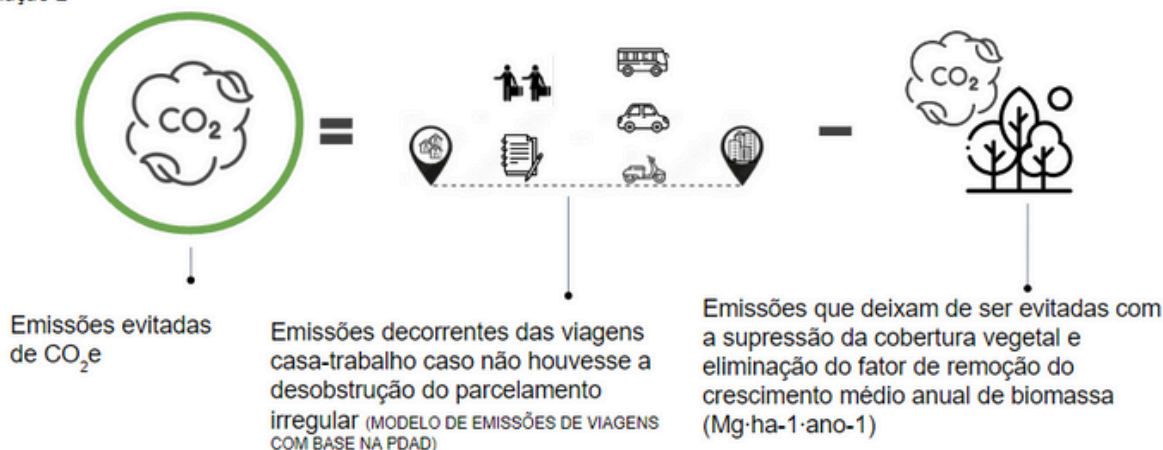 CO₂
CO₂
Emissões evitadas
de CO₂e
Emissões decorrentes das viagens
casa-trabalho caso não houvesse a
desobstrução do parcelamento
irregular (MODELO DE EMISSÕES DE VIAGENS
COM BASE NA PDAD)
Emissões que deixam de ser evitadas com
a supressão da cobertura vegetal e
eliminação do fator de remoção do
crescimento médio anual de biomassa
(Mg·ha-1·ano-1)